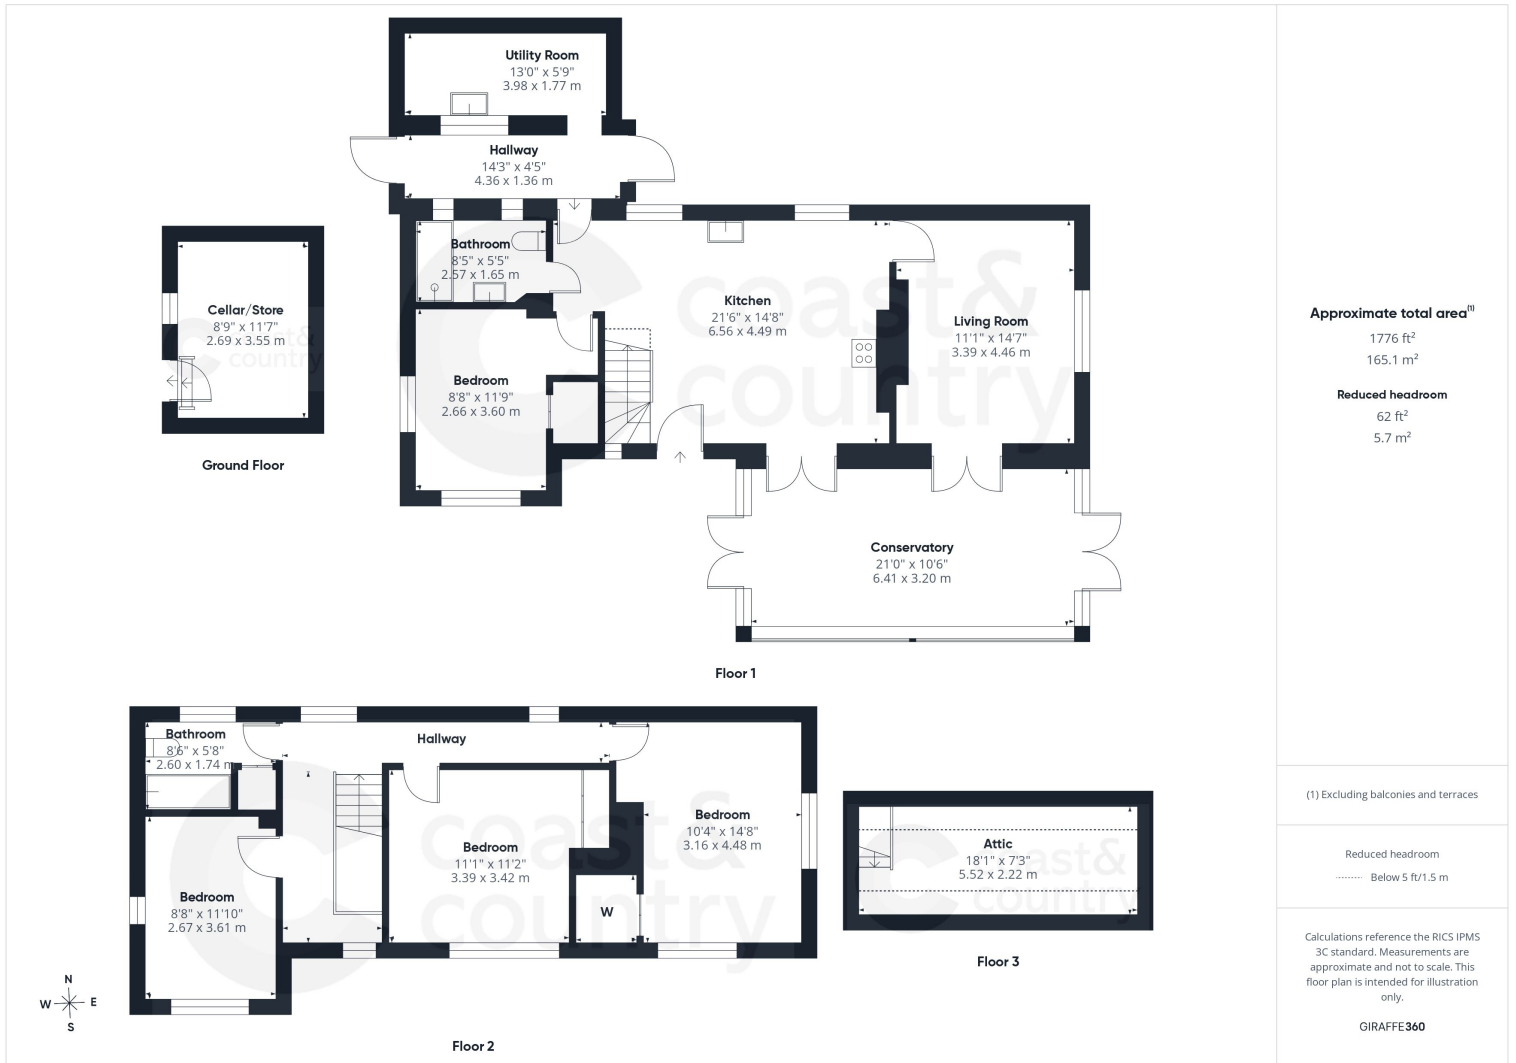 Utility Room
13'0" x 5'9"
3.98 x 1.77 m
Hallway
14'3" x 4'5"
4.36 x 1.36 m
Bathroom
8'5" x 5'5"
2.57 x 1.65 m
Kitchen
21'6" x 14'8"
6.56 x 4.49 m
Living Room
11'1" x 14'7"
3.39 x 4.46 m
Bedroom
8'8" x 11'9"
2.66 x 3.60 m
Cellar/Store
8'9" x 11'7"
2.69 x 3.55 m
Ground Floor
Conservatory
21'0" x 10'6"
6.41 x 3.20 m
Floor 1
coast&
country
coast&
country
Bathroom
8'6" x 5'8"
2.60 x 1.74 m
Hallway
Bedroom
11'1" x 11'2"
3.39 x 3.42 m
Bedroom
10'4" x 14'8"
3.16 x 4.48 m
Bedroom
8'8" x 11'10"
2.67 x 3.61 m
W
coast&
country
Floor 2
Attic
18'1" x 7'3"
5.52 x 2.22 m
coast&
country
Floor 3
N
W
E
S
Approximate total area(1)
1776 ft²
165.1 m²
Reduced headroom
62 ft²
5.7 m²
(1) Excluding balconies and terraces
Reduced headroom
Below 5 ft/1.5 m
Calculations reference the RICS IPMS
3C standard. Measurements are
approximate and not to scale. This
floor plan is intended for illustration
only.
GIRAFFE360